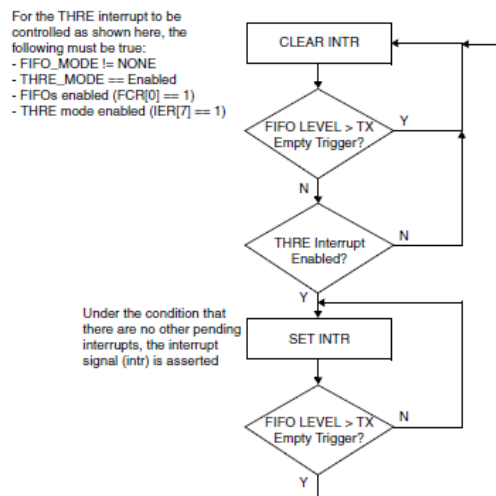 For the THRE interrupt to be
controlled as shown here, the
following must be true:
- FIFO_MODE != NONE
- THRE_MODE == Enabled
- FIFOs enabled (FCR[0] == 1)
- THRE mode enabled (IER[7] == 1)
CLEAR INTR
FIFO LEVEL > TX
Empty Trigger?
Y
N
THRE Interrupt
Enabled?
N
Y
Under the condition that
there are no other pending
interrupts, the interrupt
signal (intr) is asserted
SET INTR
FIFO LEVEL > TX
Empty Trigger?
N
Y